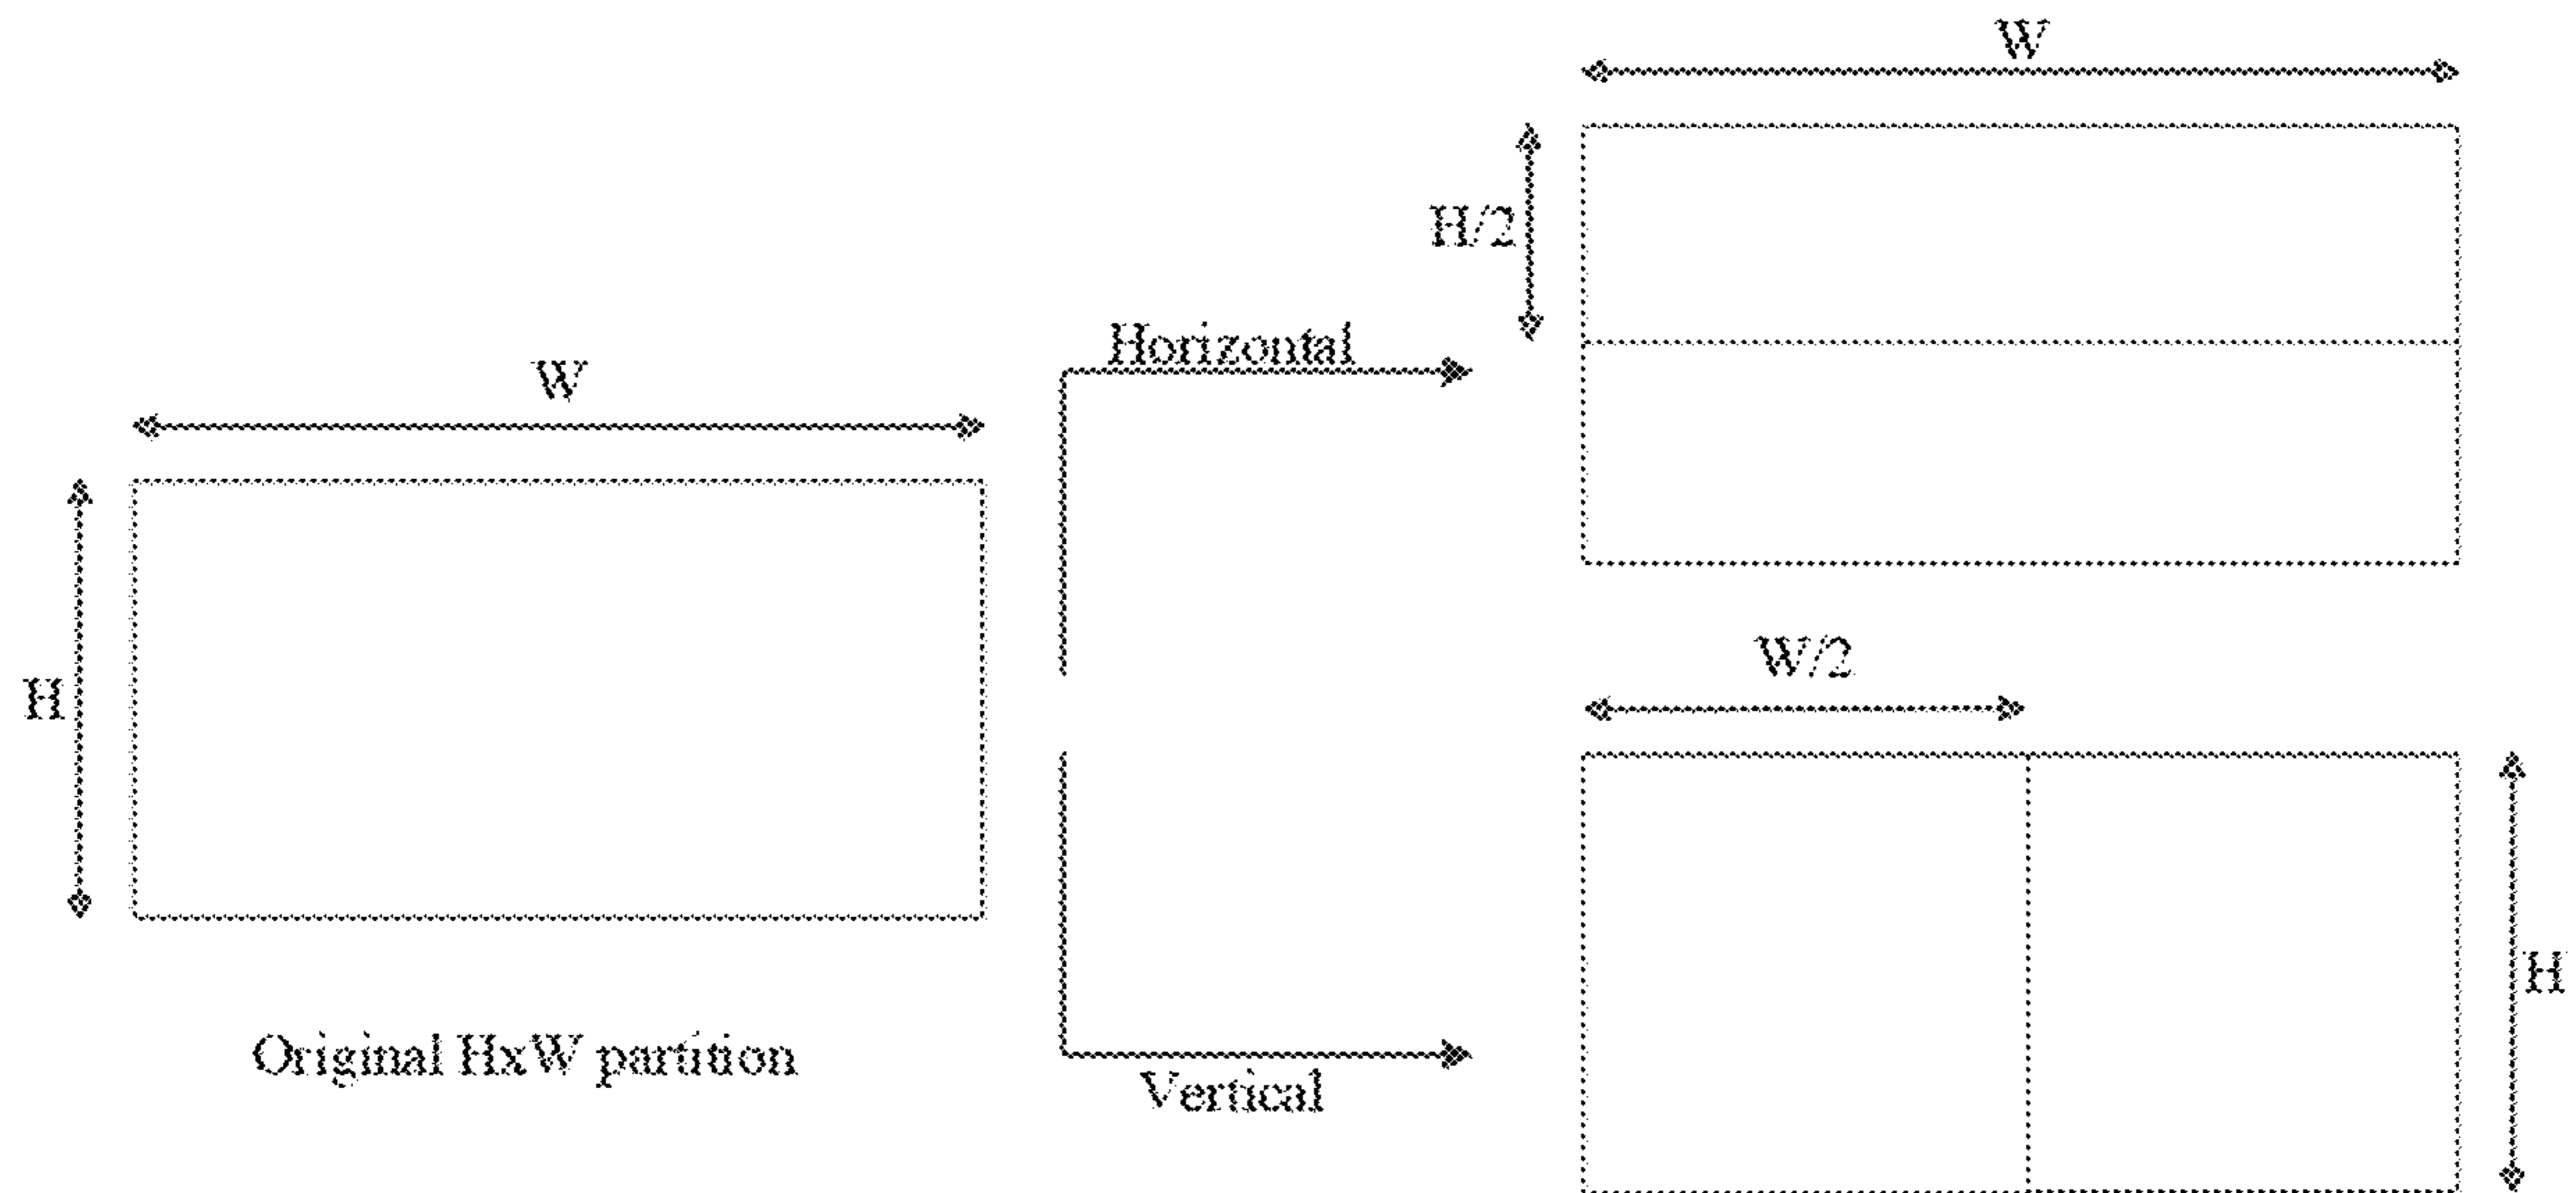 W
H
Original HxW partition
Horizontal
Vertical
W
H/2
W/2
H